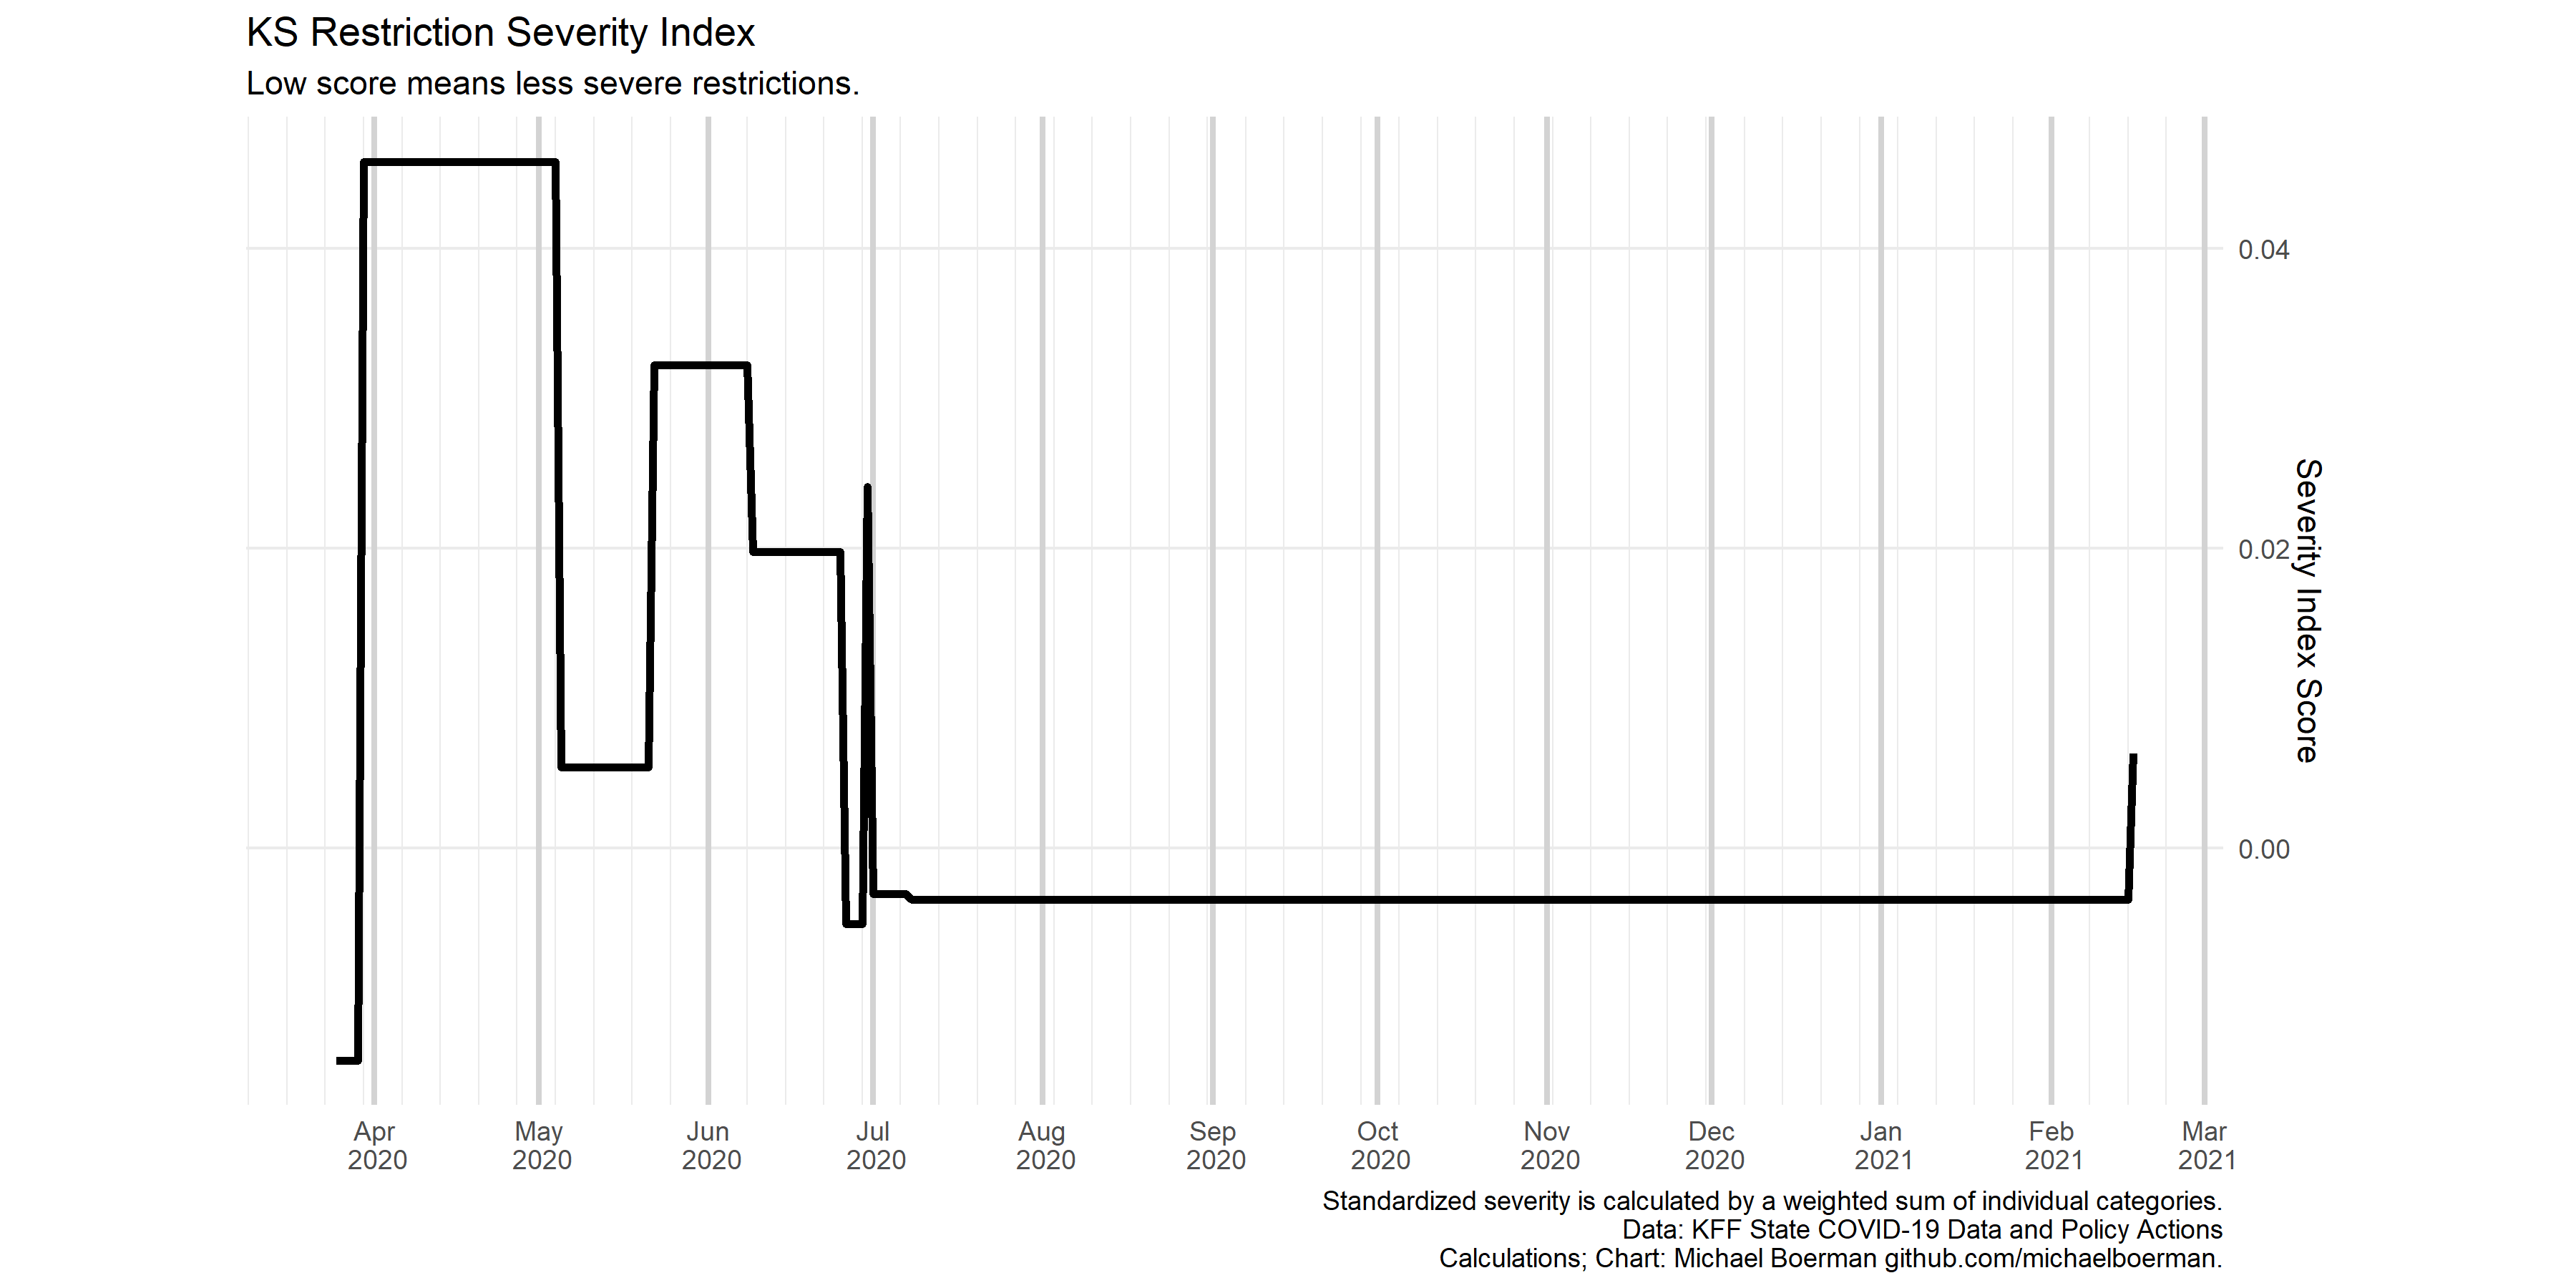 KS Restriction Severity Index
Low score means less severe restrictions.
0.04
0.02
0.00
Severity Index Score
Apr May Jun Jul Aug Sep Oct Nov Dec Jan Feb Mar
2020 2020 2020 2020 2020 2020 2020 2020 2020 2021 2021 2021
Standardized severity is calculated by a weighted sum of individual categories.
Data: KFF State COVID-19 Data and Policy Actions
Calculations; Chart: Michael Boerman github.com/michaelboerman.